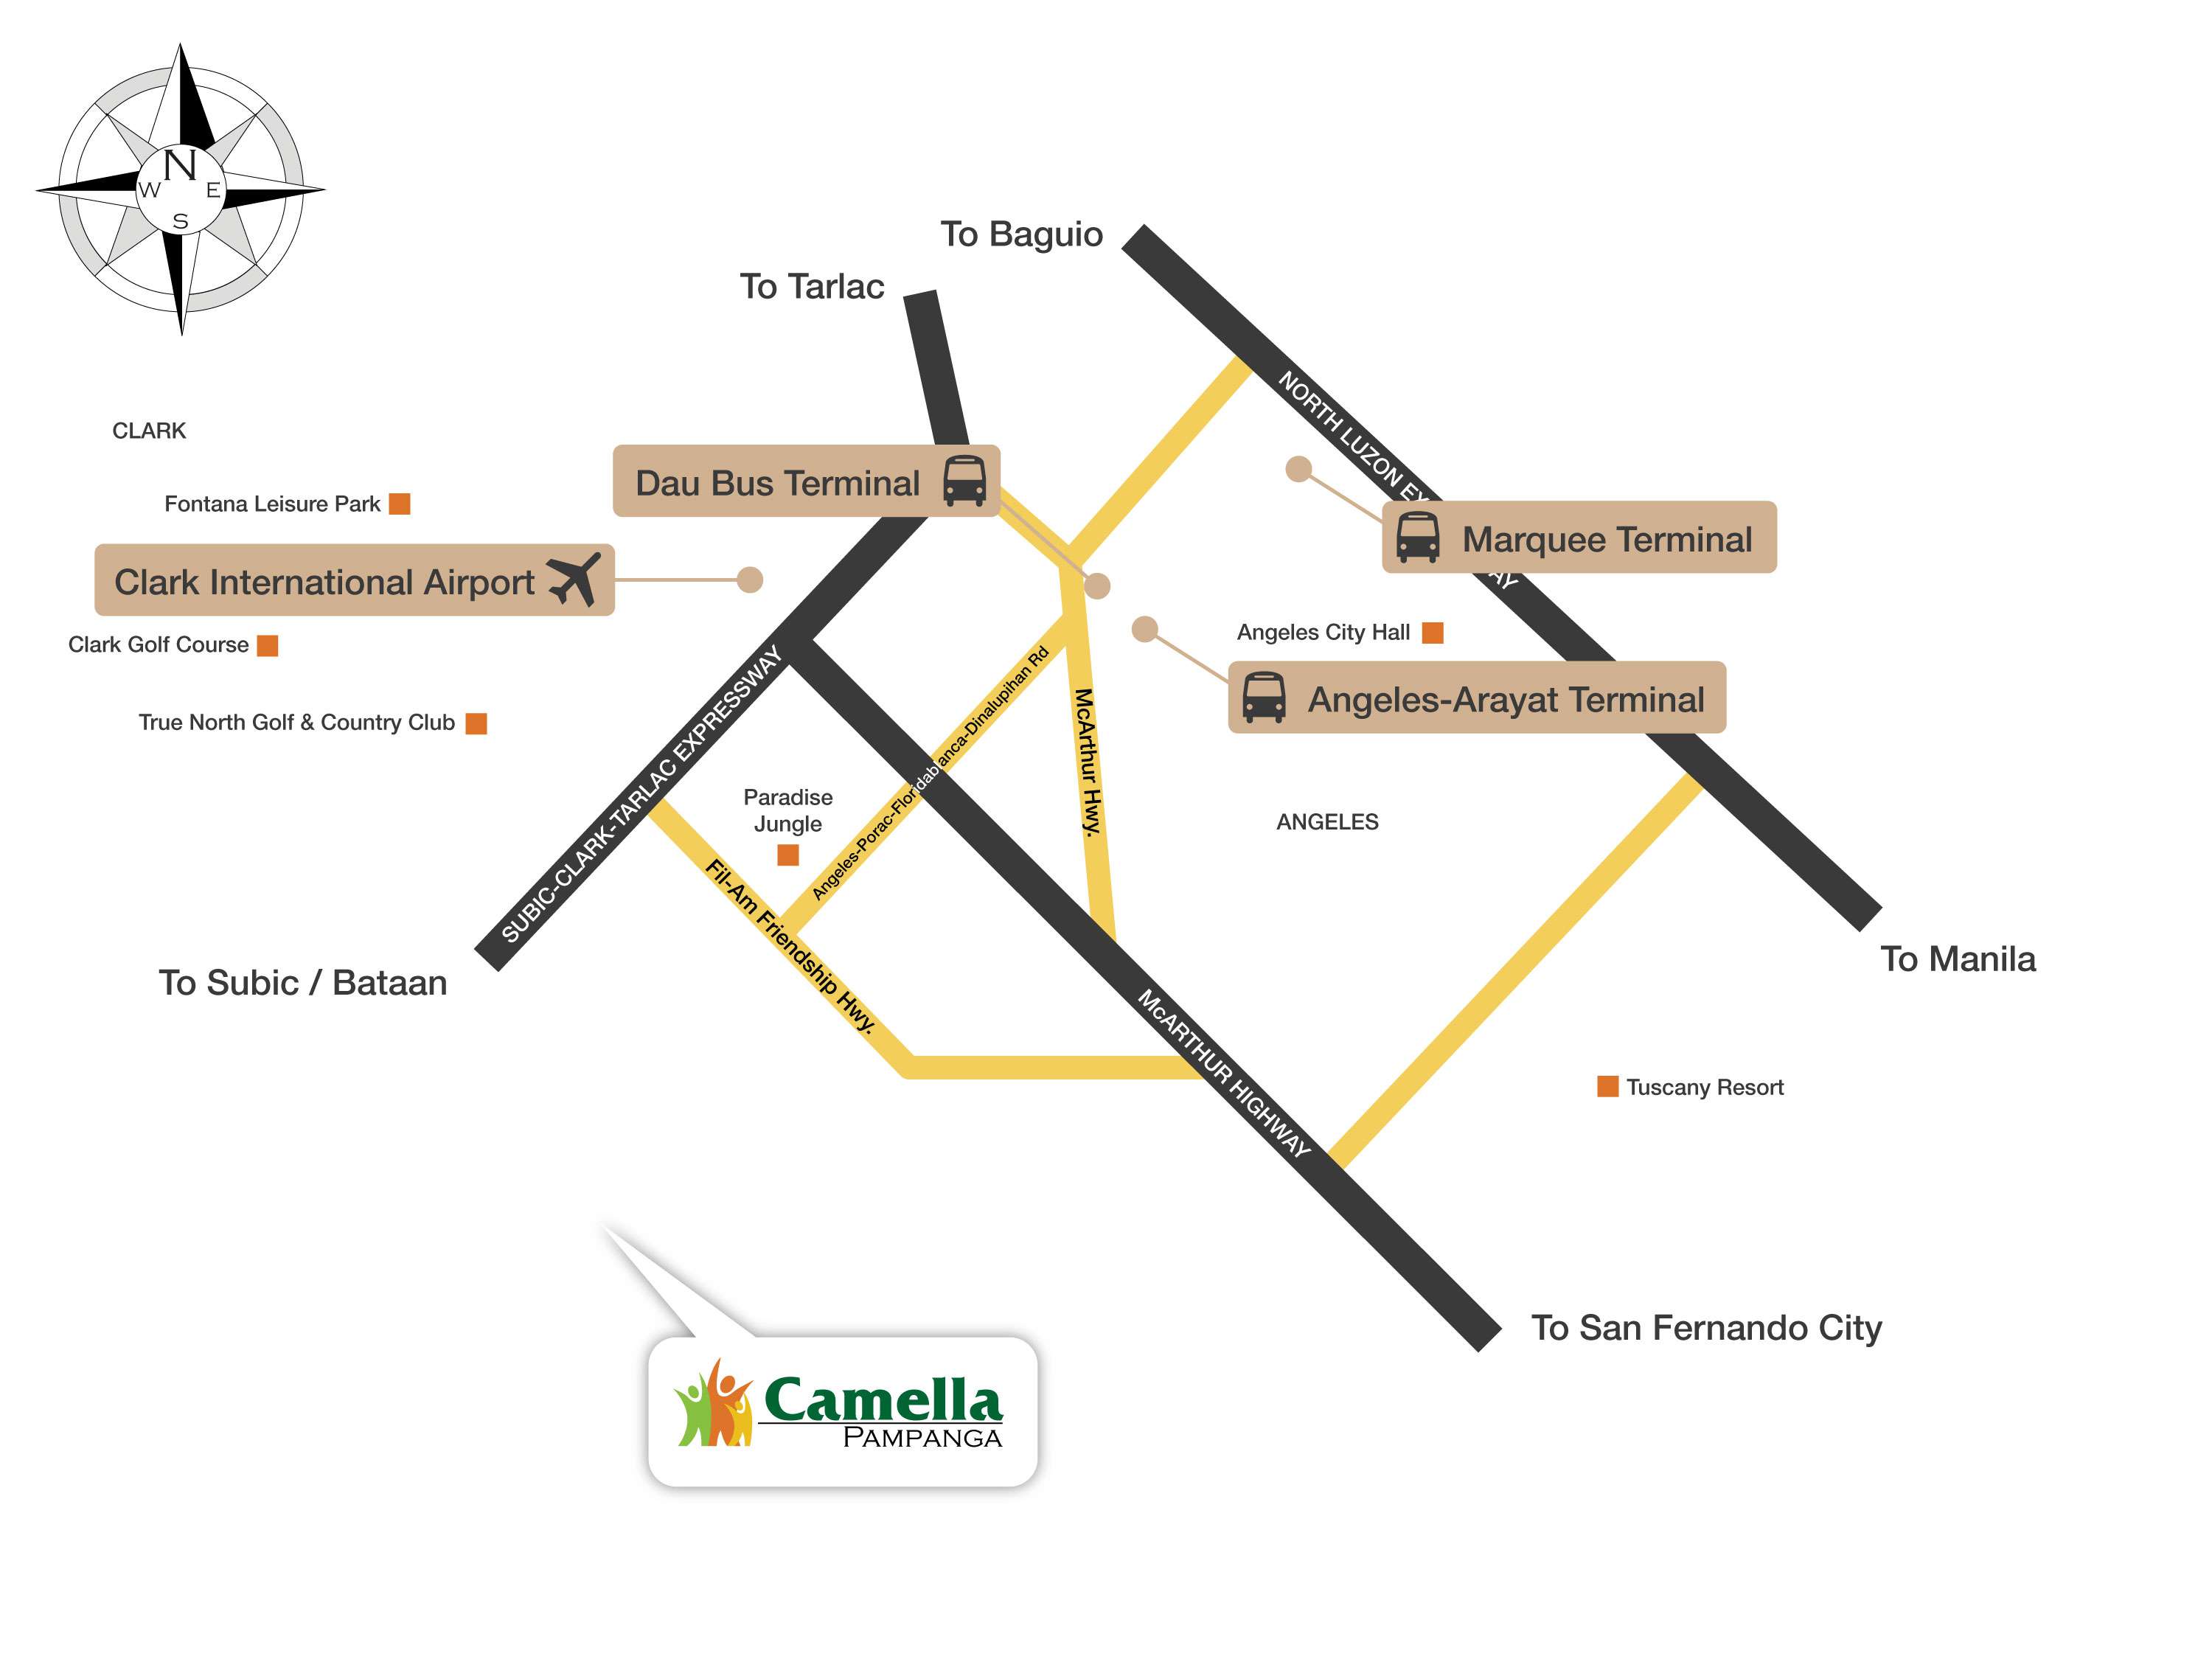 N
W E
S
To Baguio
To Tarlac
CLARK
NORTH LUZON EX
AY
Dau Bus Terminal
Fontana Leisure Park
Marquee Terminal
Clark International Airport
Angeles City Hall
Clark Golf Course
Angeles-Arayat Terminal
True North Golf & Country Club
SUBIC-CLARK-TARLAC EXPRESSWAY
Angeles-Porac-Floridablanca-Dinalupihan Rd
McArthur Hwy.
Paradise
Jungle
ANGELES
Fil-Am Friendship Hwy.
To Manila
To Subic / Bataan
McARTHUR HIGHWAY
Tuscany Resort
To San Fernando City
Camella
PAMPANGA